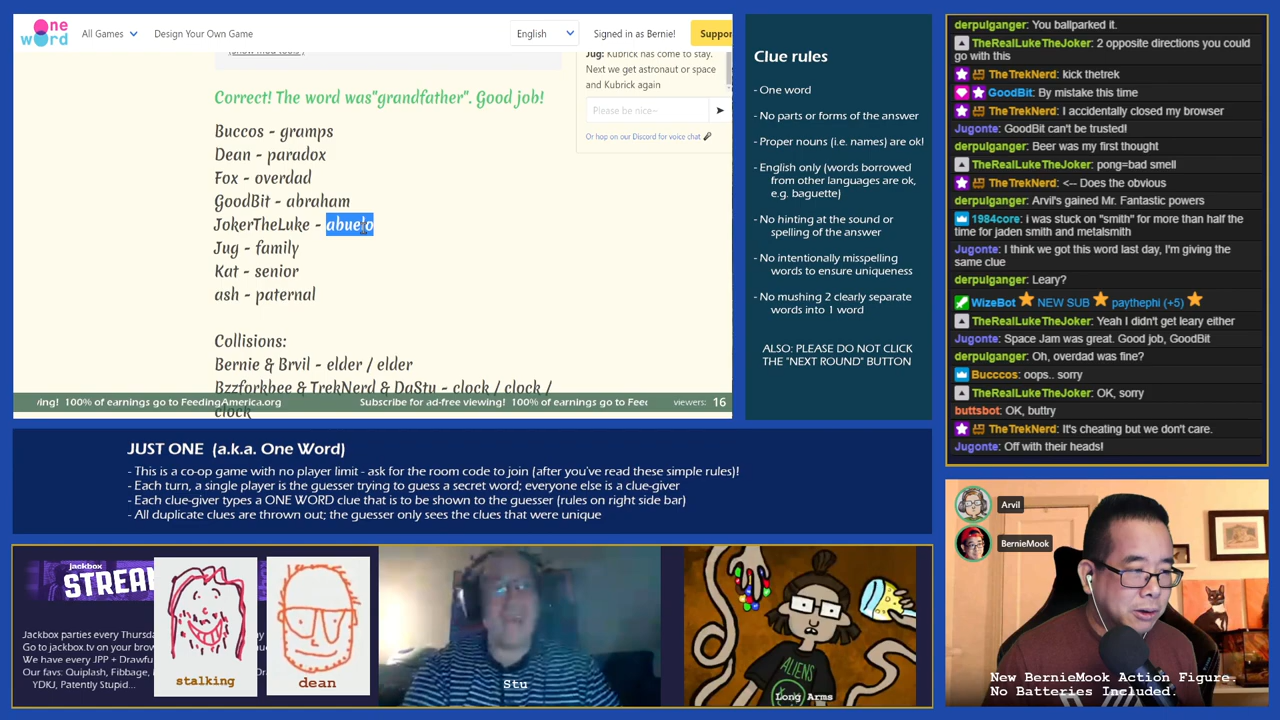 One
word
All Games
Design Your Own Game
English
Signed in as Bernie!
Suppor
Jug: Kubrick has come to stay.
Next we get astronaut or space
and Kubrick again
Please be nice~
Or hop on our Discord for voice chat
Correct! The word was"grandfather". Good job!
Buccos - gramps
Dean - paradox
Fox - overdad
GoodBit - abraham
JokerTheLuke - abuelo
Jug - family
Kat - senior
ash - paternal
Collisions:
Bernie & Brvil - elder / elder
Bzzforkbee & TrekNerd & DaStu - clock / clock /
clock
ing! 100% of earnings go to FeedingAmerica.org
Subscribe for ad-free viewing! 100% of earnings go to Feec
viewers: 16
Clue rules
- One word
- No parts or forms of the answer
- Proper nouns (i.e. names) are ok!
- English only (words borrowed
from other languages are ok,
e.g. baguette)
- No hinting at the sound or
spelling of the answer
- No intentionally misspelling
words to ensure uniqueness
- No mushing 2 clearly separate
words into 1 word
ALSO: PLEASE DO NOT CLICK
THE "NEXT ROUND" BUTTON
derpulganger: You ballparked it.
TheRealLukeTheJoker: 2 opposite directions you
could go with this
TheTrekNerd: kick thetrek
GoodBit: By mistake this time
TheTrekNerd: I accidentally closed my browser
Jugonte: GoodBit can't be trusted!
derpulganger: Beer was my first thought
TheRealLukeTheJoker: pong=bad smell
TheTrekNerd: <-- Does the obvious
derpulganger: Arvil's gained Mr. Fantastic powers
1984core: i was stuck on "smith" for more than half the
time for jaden smith and metalsmith
Jugonte: I think we got this word last day, I'm giving the
same clue
derpulganger: Leary?
WizeBot NEW SUB paythephi (+5)
TheRealLukeTheJoker: Yeah I didn't get leary either
Jugonte: Space Jam was great. Good job, GoodBit
derpulganger: Oh, overdad was fine?
Bucccos: oops.. sorry
TheRealLukeTheJoker: OK, sorry
buttsbot: OK, buttry
TheTrekNerd: It's cheating but we don't care.
Jugonte: Off with their heads!
JUST ONE (a.k.a. One Word)
- This is a co-op game with no player limit - ask for the room code to join (after you've read these simple rules)!
- Each turn, a single player is the guesser trying to guess a secret word; everyone else is a clue-giver
- Each clue-giver types a ONE WORD clue that is to be shown to the guesser (rules on right side bar)
- All duplicate clues are thrown out; the guesser only sees the clues that were unique
jackbox
STREA
Jackbox parties every Thursda
Go to jackbox.tv on your brow
We have every JPP + Drawfu
Our favs: Quiplash, Fibbage,
YDKJ, Patently Stupid...
stalking
dean
Stu
ALIENS
Long Arms
Arvil
BernieMook
New BernieMook Action Figure.
No Batteries Included.